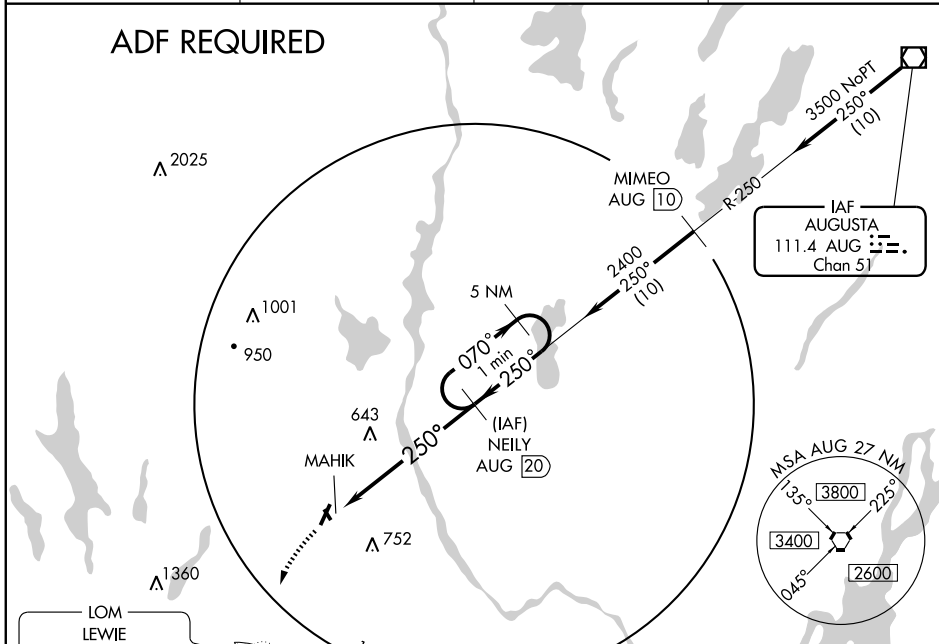 ADF REQUIRED
3500 NoPT
250°
(10)
2025
MIMEO
AUG 10
R-250
IAF
AUGUSTA
111.4 AUG
Chan 51
2400
250°
(10)
5 NM
1001
950
070°
1 min
250°
643
(IAF)
NEILY
AUG 20
250°
MAHIK
752
MSA AUG 27 NM
135°
3800
225°
3400
2600
045°
1360
LOM
LEWIE